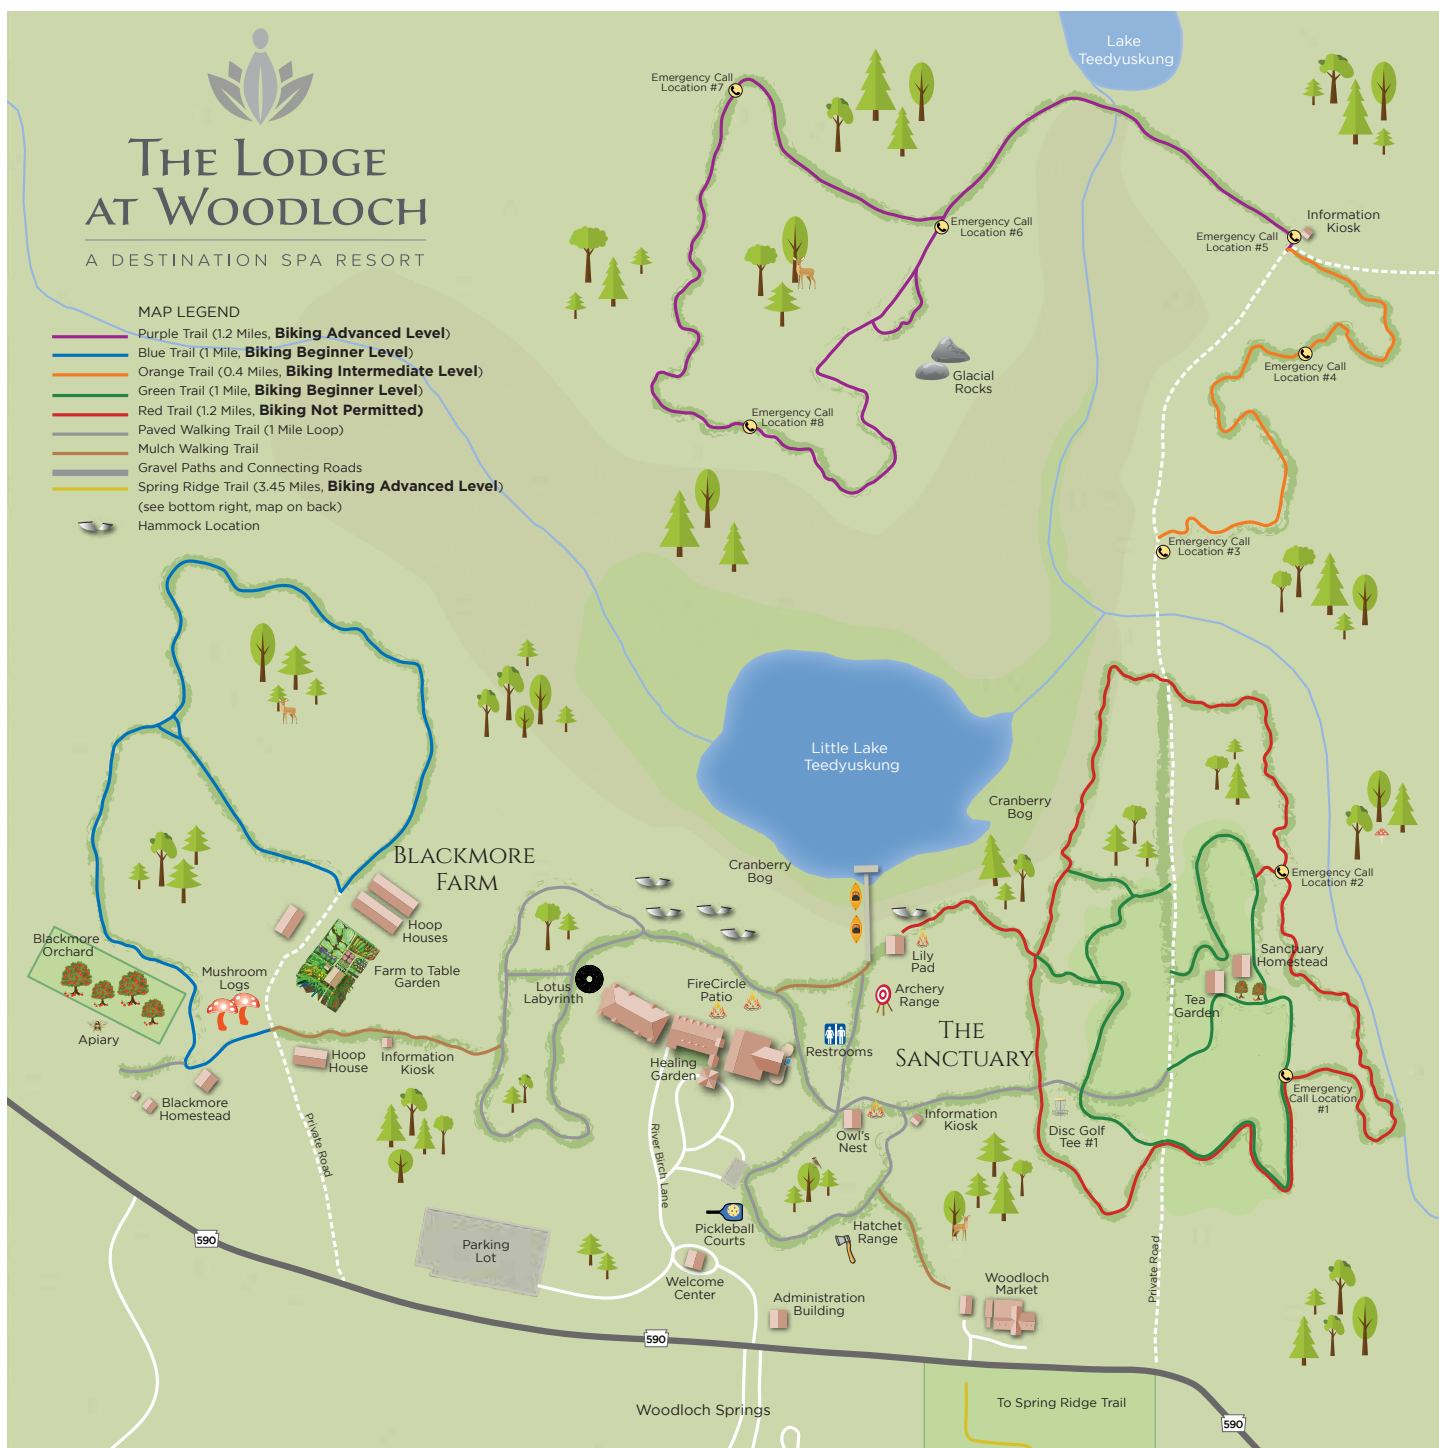 THE LODGE
AT WOODLOCH
A DESTINATION SPA RESORT
MAP LEGEND
Purple Trail (1.2 Miles, Biking Advanced Level)
Blue Trail (1 Mile, Biking Beginner Level)
Orange Trail (0.4 Miles, Biking Intermediate Level)
Green Trail (1 Mile, Biking Beginner Level)
Red Trail (1.2 Miles, Biking Not Permitted)
Paved Walking Trail (1 Mile Loop)
Mulch Walking Trail
Gravel Paths and Connecting Roads
Spring Ridge Trail (3.45 Miles, Biking Advanced Level)
(see bottom right, map on back)
Hammock Location
Lake
Teedyuskung
Emergency Call
Location #7
Emergency Call
Location #6
Information
Kiosk
Emergency Call
Location #5
Glacial
Rocks
Emergency Call
Location #4
Emergency Call
Location #8
Emergency Call
Location #3
Little Lake
Teedyuskung
Cranberry
Bog
Cranberry
Bog
BLACKMORE
FARM
Hoop
Houses
Emergency Call
Location #2
Blackmore
Orchard
Mushroom
Logs
Farm to Table
Garden
Lotus
Labyrinth
FireCircle
Patio
Lily
Pad
Sanctuary
Homestead
Archery
Range
Tea
Garden
Apiary
Hoop
House
Information
Kiosk
Healing
Garden
Restrooms
THE
SANCTUARY
Blackmore
Homestead
Private Road
River Birch Lane
Owl's
Nest
Information
Kiosk
Disc Golf
Tee #1
Emergency
Call Location
#1
590
Parking
Lot
Pickleball
Courts
Hatchet
Range
Welcome
Center
Administration
Building
Woodloch
Market
Private Road
590
Woodloch Springs
To Spring Ridge Trail
590